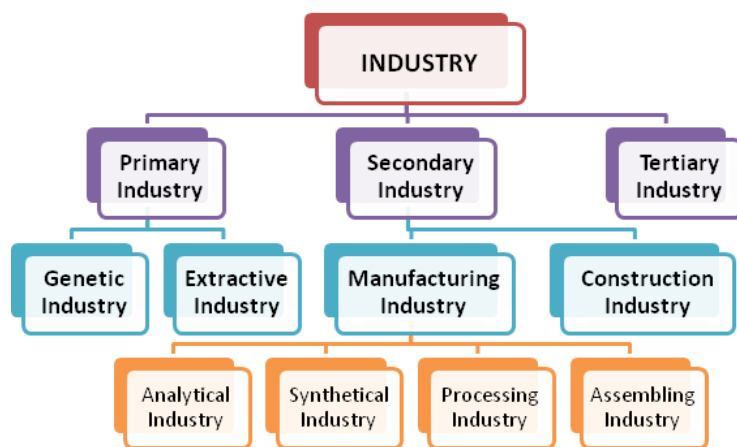 INDUSTRY
Primary
Industry
Secondary
Industry
Tertiary
Industry
Genetic
Industry
Extractive
Industry
Manufacturing
Industry
Construction
Industry
Analytical
Industry
Synthetical
Industry
Processing
Industry
Assembling
Industry